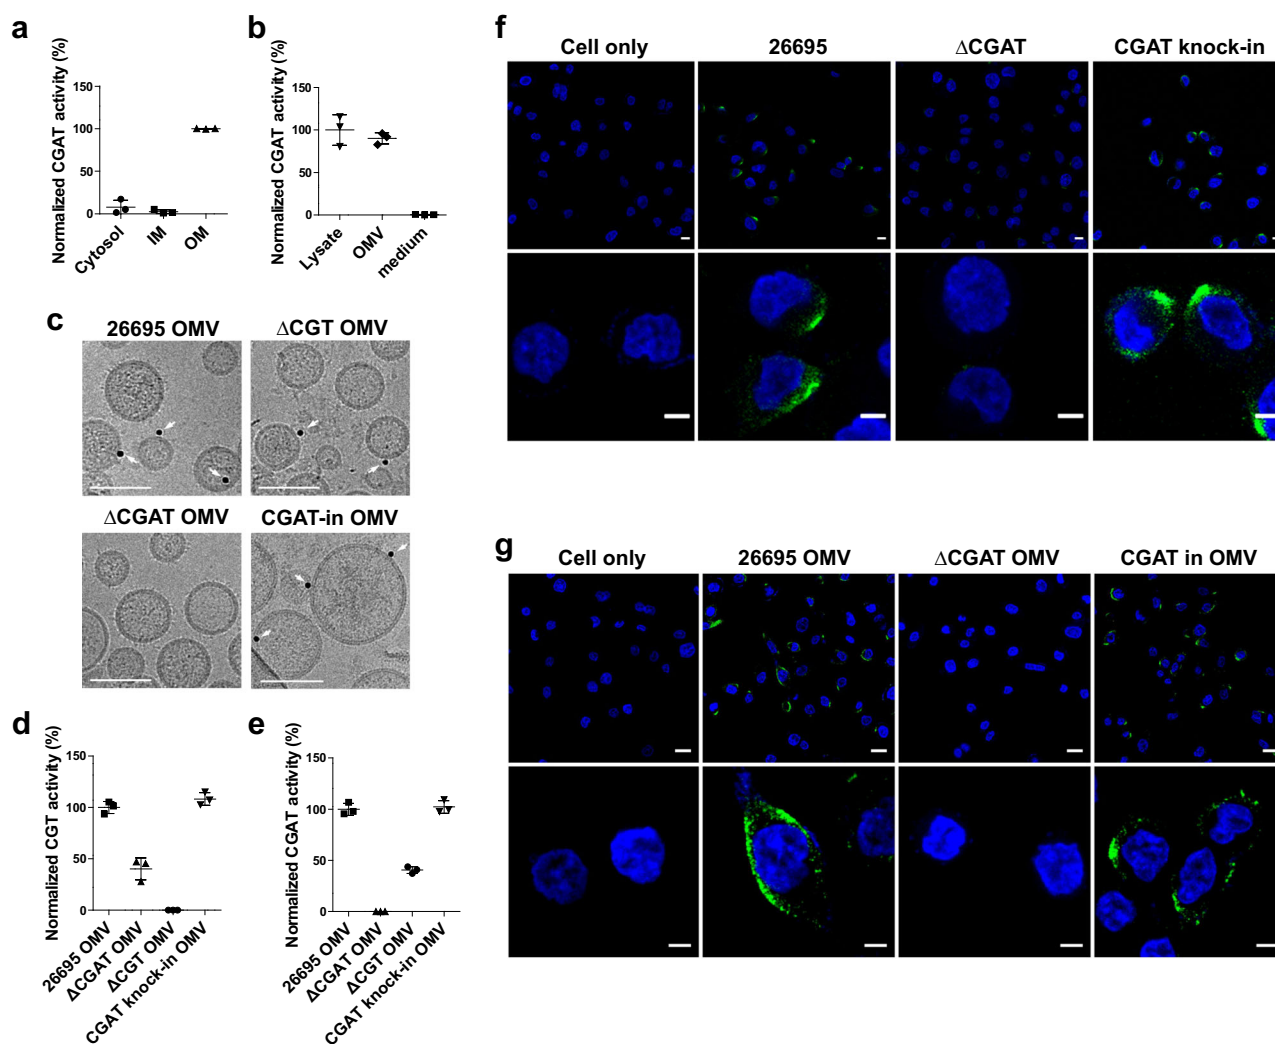 a
Normalized CGAT activity (%)
150
100
50
0
Cytosol
IM
OM
b
Normalized CGAT activity (%)
150
100
50
0
Lysate
OMV
medium
c
26695 OMV
ΔCGT OMV
ΔCGAT OMV
CGAT-in OMV
d
Normalized CGT activity (%)
150
100
50
0
26695 OMV
ΔCGAT OMV
ΔCGT OMV
CGAT knock-in OMV
e
Normalized CGAT activity (%)
150
100
50
0
26695 OMV
ΔCGAT OMV
ΔCGT OMV
CGAT knock-in OMV
f
Cell only
26695
ΔCGAT
CGAT knock-in
g
Cell only
26695 OMV
ΔCGAT OMV
CGAT in OMV